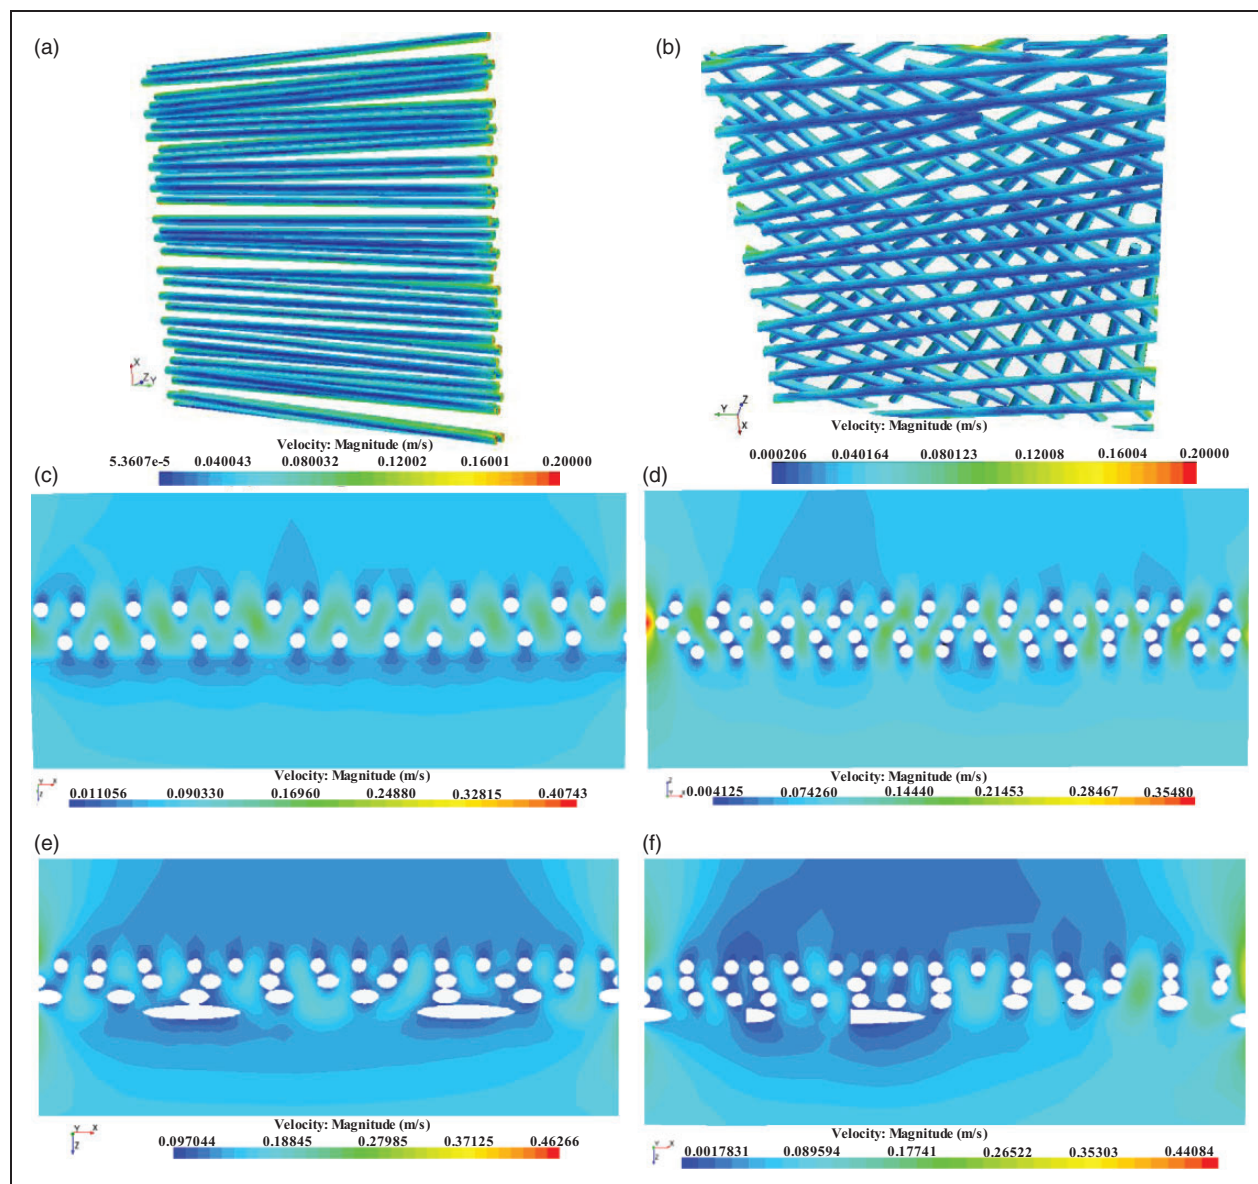 (a)
(b)
X
Z
Y
Y
Z
X
Velocity: Magnitude (m/s)
5.3607e-5 0.040043 0.080032 0.12002 0.16001 0.20000
Velocity: Magnitude (m/s)
0.000206 0.040164 0.080123 0.12008 0.16004 0.20000
(c)
(d)
Velocity: Magnitude (m/s)
0.011056 0.090330 0.16960 0.24880 0.32815 0.40743
Velocity: Magnitude (m/s)
0.004125 0.074260 0.14440 0.21453 0.28467 0.35480
(e)
(f)
Y X
Z
Velocity: Magnitude (m/s)
0.097044 0.18845 0.27985 0.37125 0.46266
Velocity: Magnitude (m/s)
0.0017831 0.089594 0.17741 0.26522 0.35303 0.44084